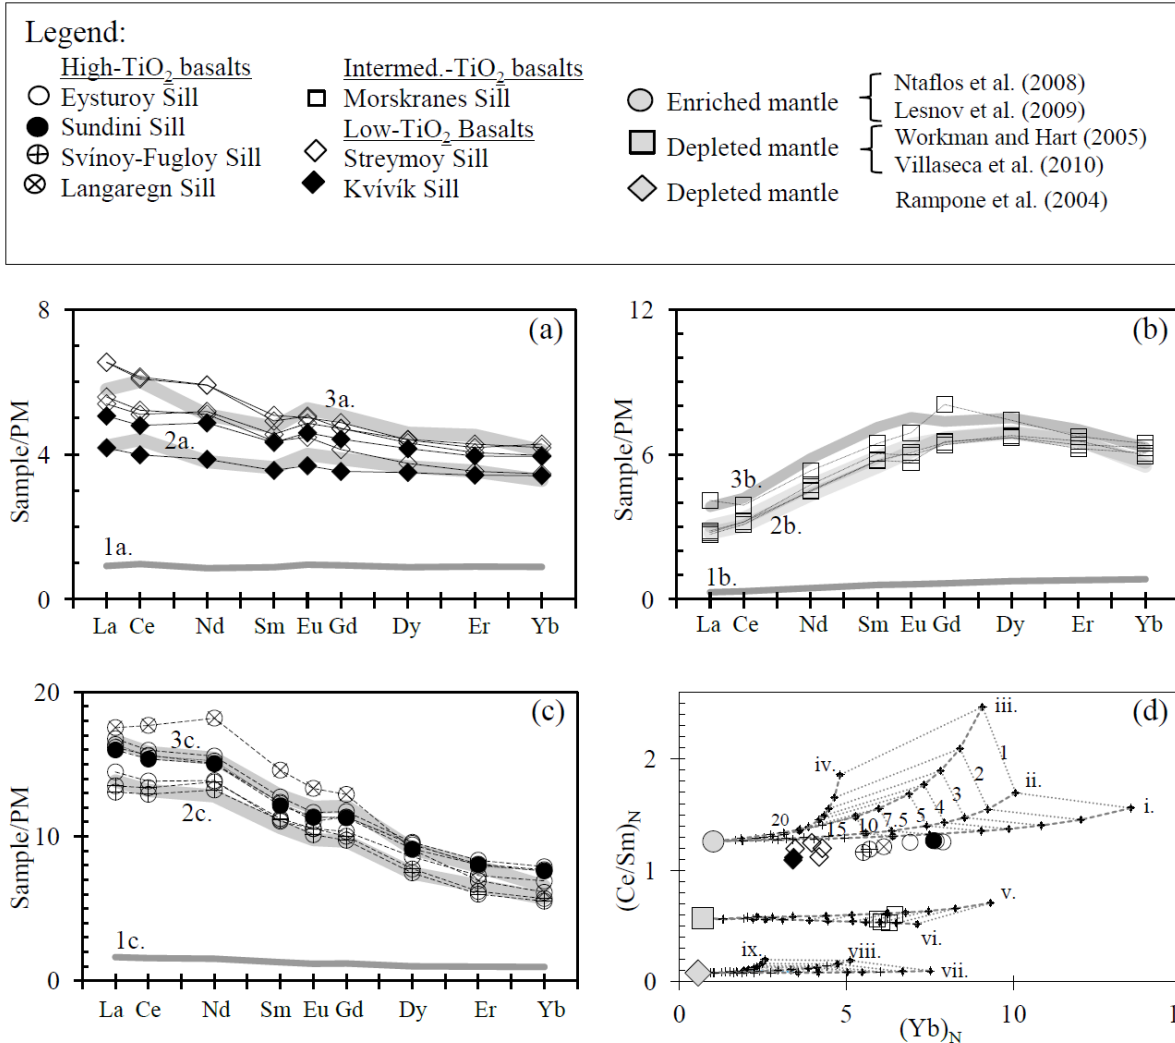 Legend:
High-TiO2 basalts
Eysturoy Sill
Sundini Sill
Svínoy-Fugloy Sill
Langaregn Sill
Intermed.-TiO2 basalts
Morskranes Sill
Low-TiO2 Basalts
Streymoy Sill
Kvívík Sill
Enriched mantle
Depleted mantle
Depleted mantle
Ntaflos et al. (2008)
Lesnov et al. (2009)
Workman and Hart (2005)
Villaseca et al. (2010)
Rampone et al. (2004)
(a)
8
4
0
Sample/PM
3a.
2a.
1a.
La Ce Nd Sm Eu Gd Dy Er Yb
(b)
12
6
0
Sample/PM
3b.
2b.
1b.
La Ce Nd Sm Eu Gd Dy Er Yb
(c)
20
10
0
Sample/PM
3c.
2c.
1c.
La Ce Nd Sm Eu Gd Dy Er Yb
(d)
2
1
0
(Ce/Sm)N
iii.
iv.
ii.
i.
1
2
3
4
5
7.5
10
15
20
v.
vi.
ix.
viii.
vii.
0 5 10 1
(Yb)N